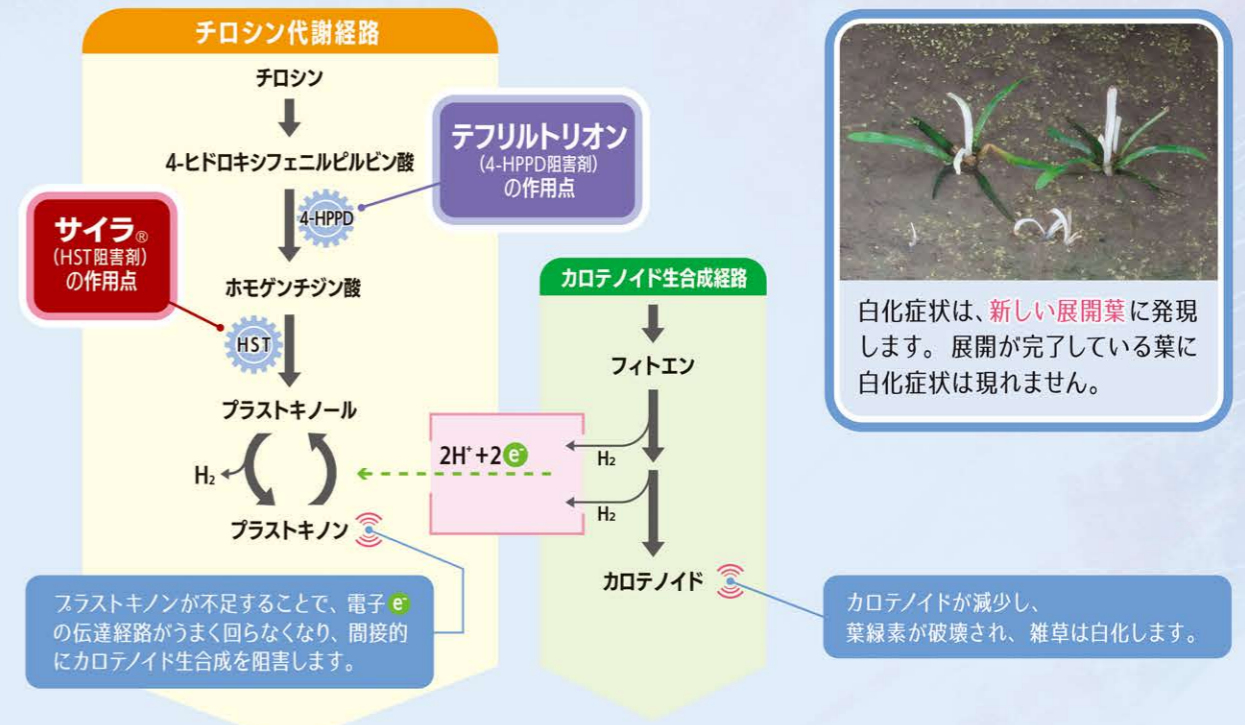 チロシン代謝経路
チロシン
4-ヒドロキシフェニルピルビン酸
4-HPPD
テフリルトリオン
(4-HPPD阻害剤)
の作用点
サイラ®
(HST阻害剤)
の作用点
ホモゲンチジン酸
HST
プラストキノール
H₂
プラストキノン
2H⁺+2e⁻
プラストキノンが不足することで、電子e⁻
の伝達経路がうまく回らなくなり、間接的
にカロテノイド生合成を阻害します。
カロテノイド生合成経路
フィトエン
H₂
H₂
カロテノイド
カロテノイドが減少し、
葉緑素が破壊され、雑草は白化します。
白化症状は、新しい展開葉に発現
します。展開が完了している葉に
白化症状は現れません。